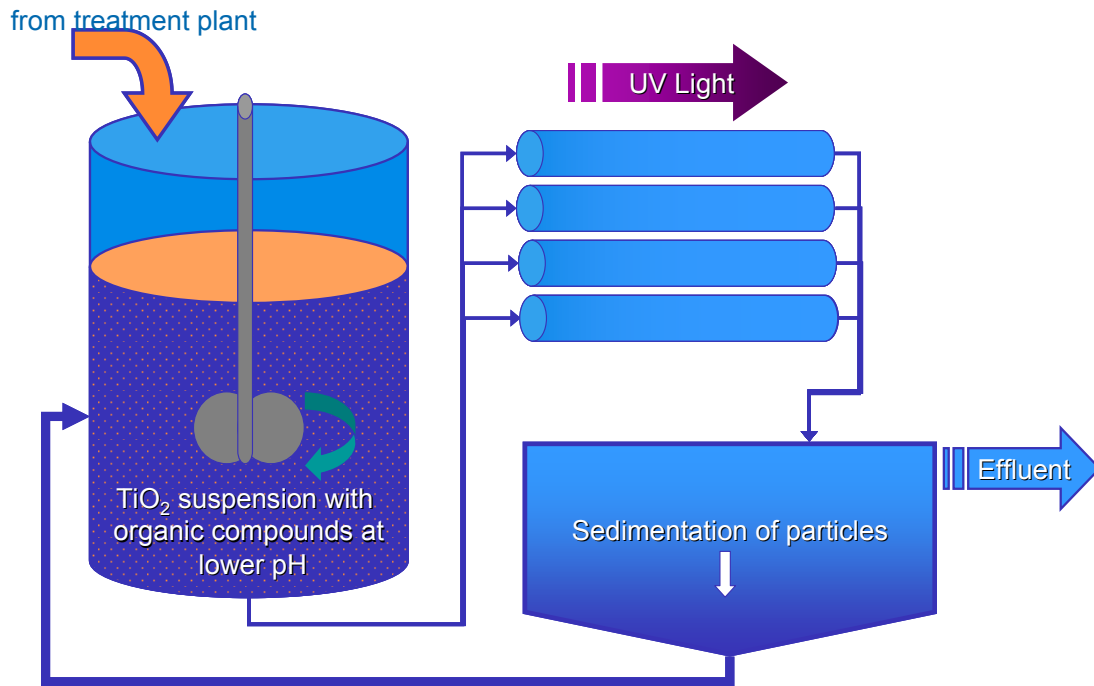 from treatment plant
UV Light
TiO₂ suspension with
organic compounds at
lower pH
Sedimentation of particles
Effluent